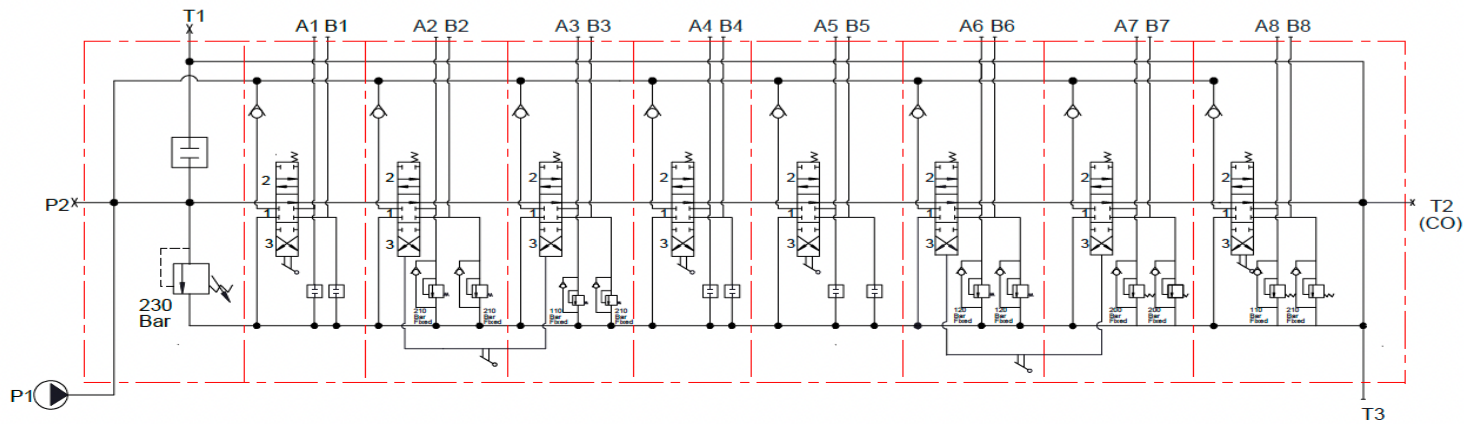 T1
A1 B1 A2 B2 A3 B3 A4 B4 A5 B5 A6 B6 A7 B7 A8 B8
2 2 2 2 2 2 2 2
P2
1 1 1 1 1 1 1 1
T2
(CO)
3 3 3 3 3 3 3 3
230
Bar
210
Bar
Fixed
210
Bar
Fixed
110
Bar
Fixed
210
Bar
Fixed
120
Bar
Fixed
120
Bar
Fixed
200
Bar
Fixed
200
Bar
Fixed
110
Bar
Fixed
210
Bar
Fixed
P1
T3